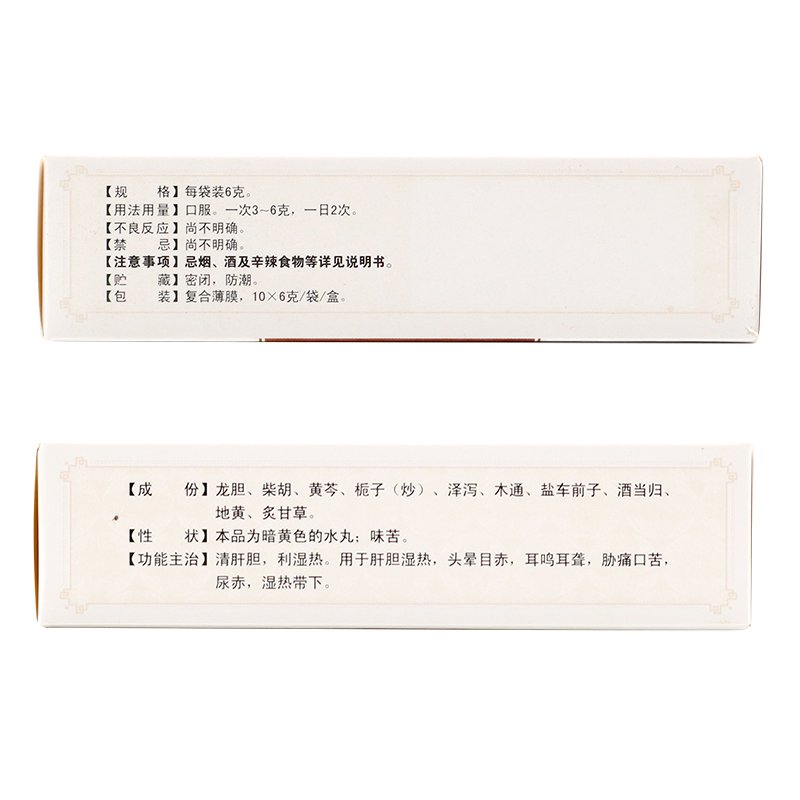 【规　　格】每袋装6克。
【用法用量】口服。一次3～6克，一日2次。
【不良反应】尚不明确。
【禁　　忌】尚不明确。
【注意事项】忌烟、酒及辛辣食物等详见说明书。
【贮　　藏】密闭，防潮。
【包　　装】复合薄膜，10×6克/袋/盒。
【成　　份】龙胆、柴胡、黄芩、栀子（炒）、泽泻、木通、盐车前子、酒当归、
地黄、炙甘草。
【性　　状】本品为暗黄色的水丸；味苦。
【功能主治】清肝胆，利湿热。用于肝胆湿热，头晕目赤，耳鸣耳聋，胁痛口苦，
尿赤，湿热带下。